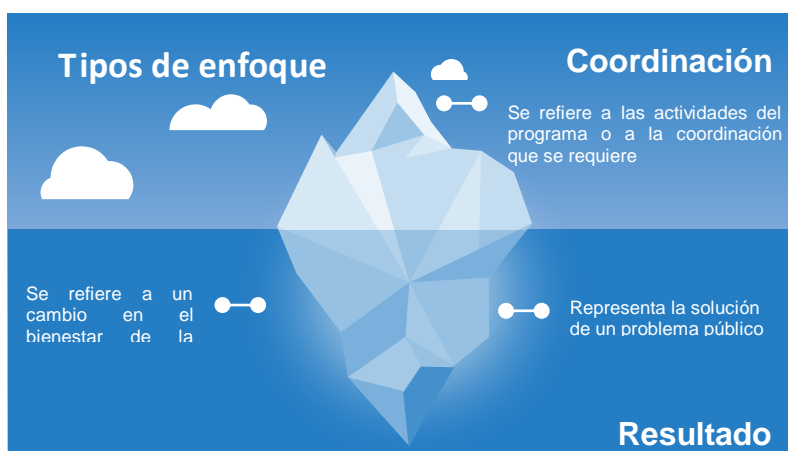 Tipos de enfoque
Coordinación
Se refiere a las actividades del
programa o a la coordinación
que se requiere
Se refiere a un
cambio en el
bienestar de la
Representa la solución
de un problema público
Resultado